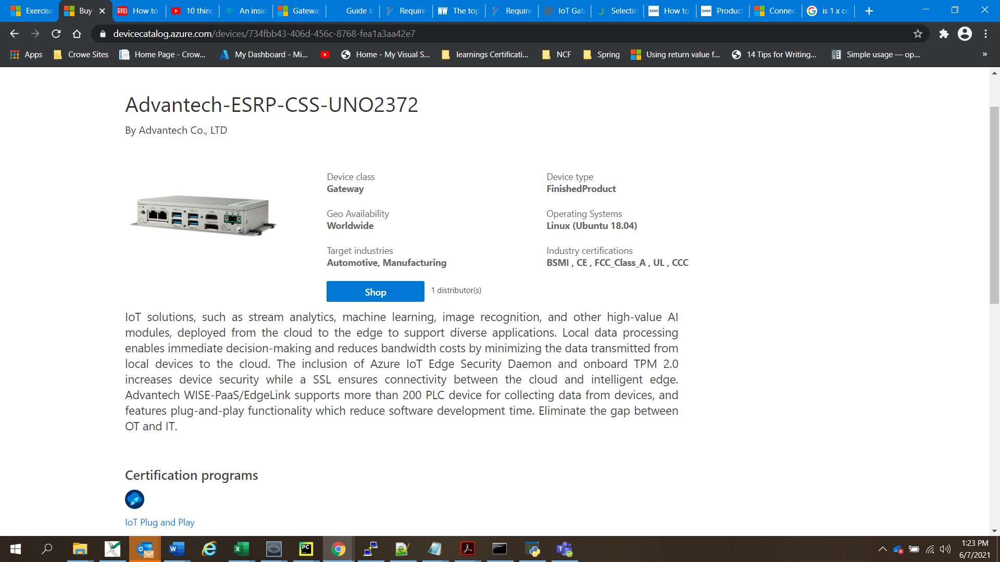 Exercise
Buy
How to
10 thing
An insid
Gatewa
Guide to
Require
NW
The top
Require
IoT Gat
Selectin
How to
Product
Connec
is 1 x co
devicecatalog.azure.com/devices/734fbb43-406d-456c-8768-fea1a3aa42e7
Apps
Crowe Sites
Home Page - Crow...
My Dashboard - Mi...
Home - My Visual S...
learnings Certificati...
NCF
Spring
Using return value f...
14 Tips for Writing...
Simple usage — op...
»
Advantech-ESRP-CSS-UNO2372
By Advantech Co., LTD
Device class
Gateway
Device type
FinishedProduct
Geo Availability
Worldwide
Operating Systems
Linux (Ubuntu 18.04)
Target industries
Automotive, Manufacturing
Industry certifications
BSMI , CE , FCC_Class_A , UL , CCC
Shop
1 distributor(s)
IoT solutions, such as stream analytics, machine learning, image recognition, and other high-value AI
modules, deployed from the cloud to the edge to support diverse applications. Local data processing
enables immediate decision-making and reduces bandwidth costs by minimizing the data transmitted from
local devices to the cloud. The inclusion of Azure IoT Edge Security Daemon and onboard TPM 2.0
increases device security while a SSL ensures connectivity between the cloud and intelligent edge.
Advantech WISE-PaaS/EdgeLink supports more than 200 PLC device for collecting data from devices, and
features plug-and-play functionality which reduce software development time. Eliminate the gap between
OT and IT.
Certification programs
IoT Plug and Play
1:23 PM
6/7/2021